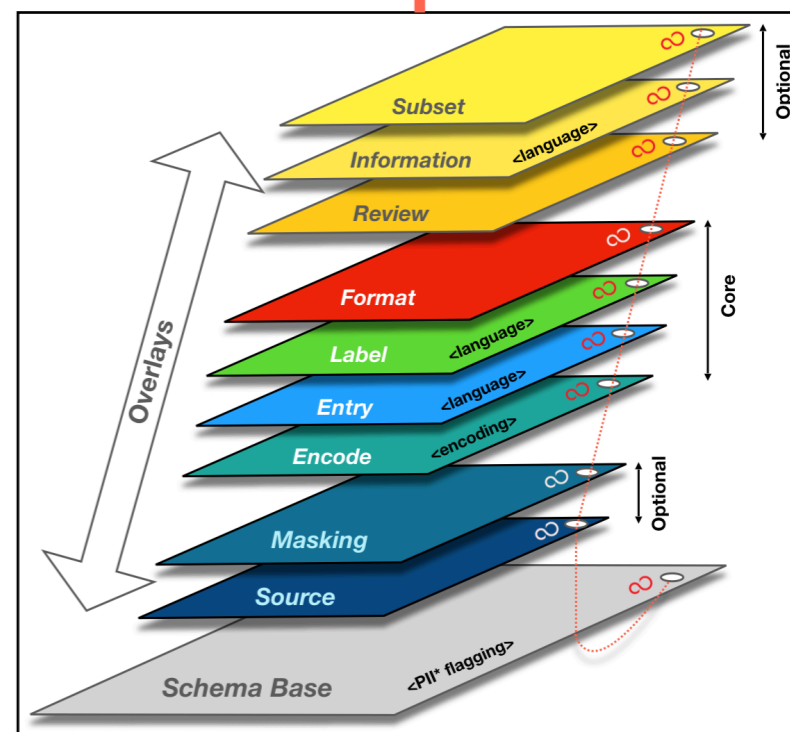 Subset
Optional
Information
<language>
Review
Format
Core
Label
<language>
Overlays
Entry
<language>
Encode
<encoding>
Masking
Optional
Source
Schema Base
<PII* flagging>